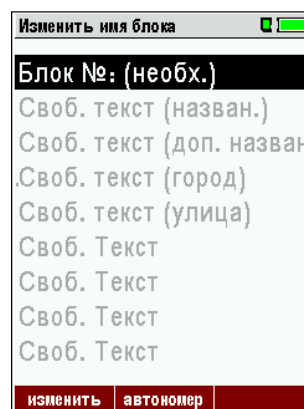 Изменить имя блока
Блок №: (необх.)
Своб. текст (назван.)
Своб. текст (доп. назван
.Своб. текст (город)
Своб. текст (улица)
Своб. Текст
Своб. Текст
Своб. Текст
Своб. Текст
изменить автономер